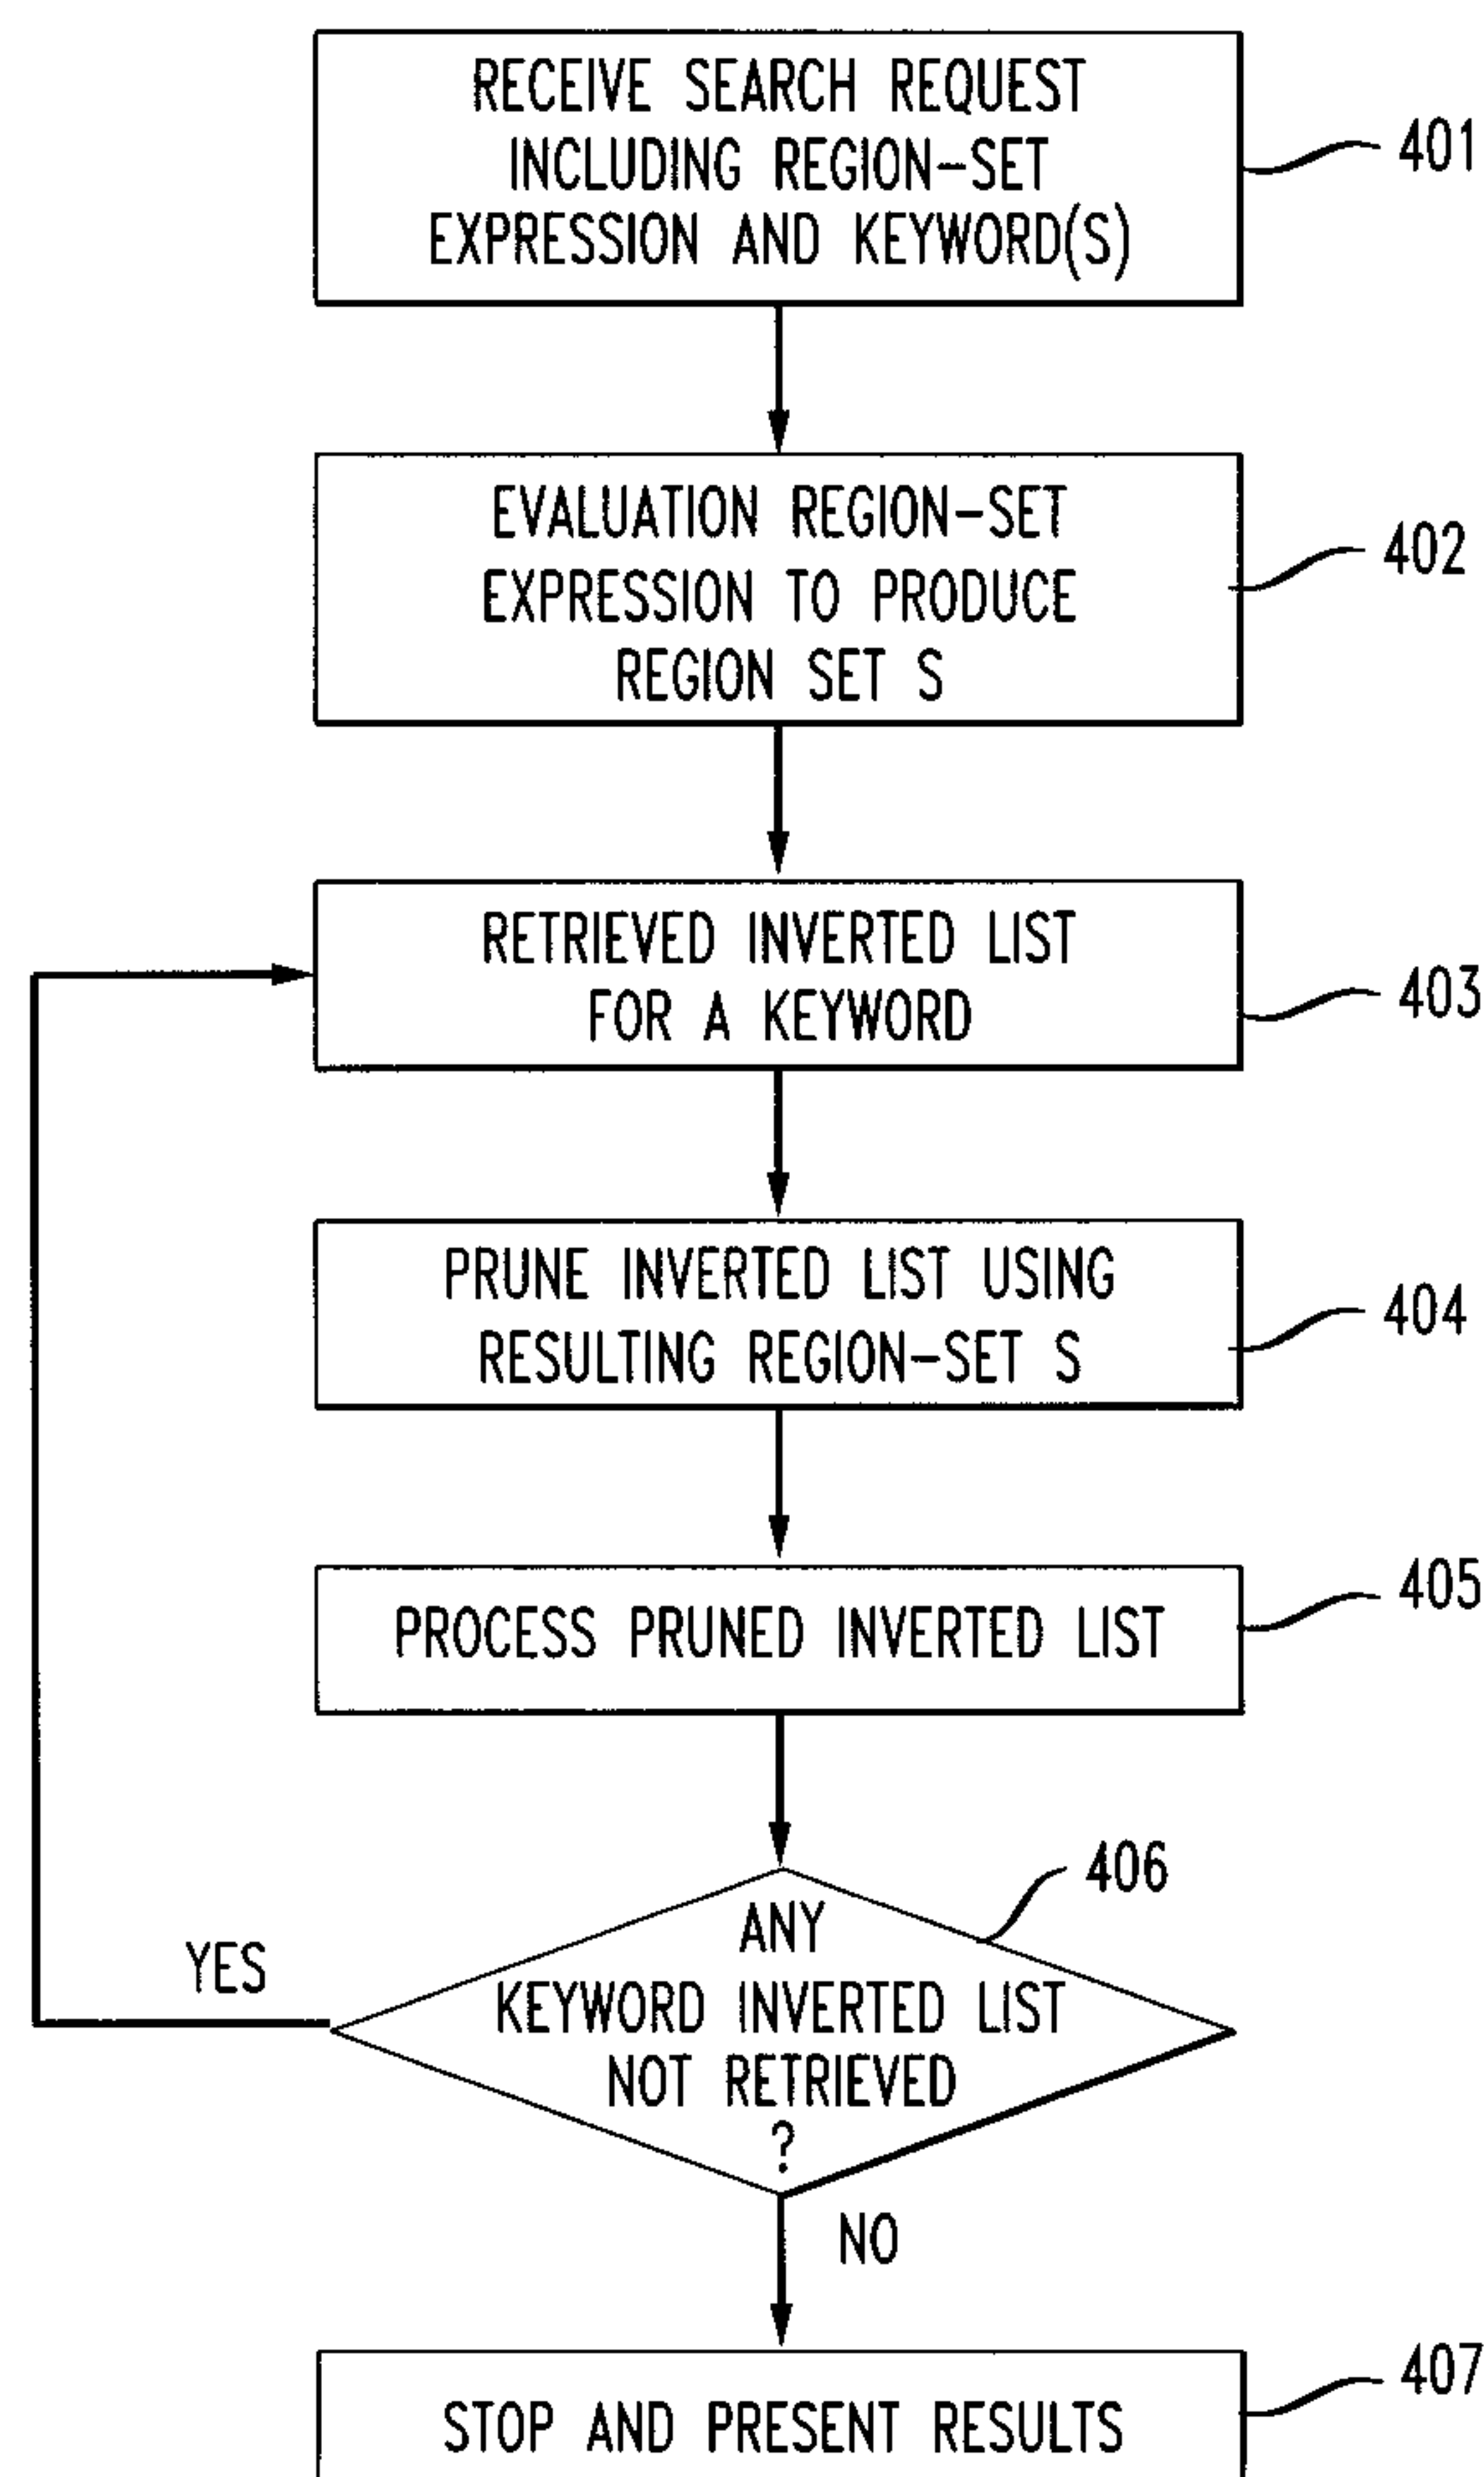 RECEIVE SEARCH REQUEST
INCLUDING REGION-SET
EXPRESSION AND KEYWORD(S)
401
EVALUATION REGION-SET
EXPRESSION TO PRODUCE
REGION SET S
402
RETRIEVED INVERTED LIST
FOR A KEYWORD
403
PRUNE INVERTED LIST USING
RESULTING REGION-SET S
404
PROCESS PRUNED INVERTED LIST
405
406
ANY
KEYWORD INVERTED LIST
NOT RETRIEVED
?
YES
NO
STOP AND PRESENT RESULTS
407